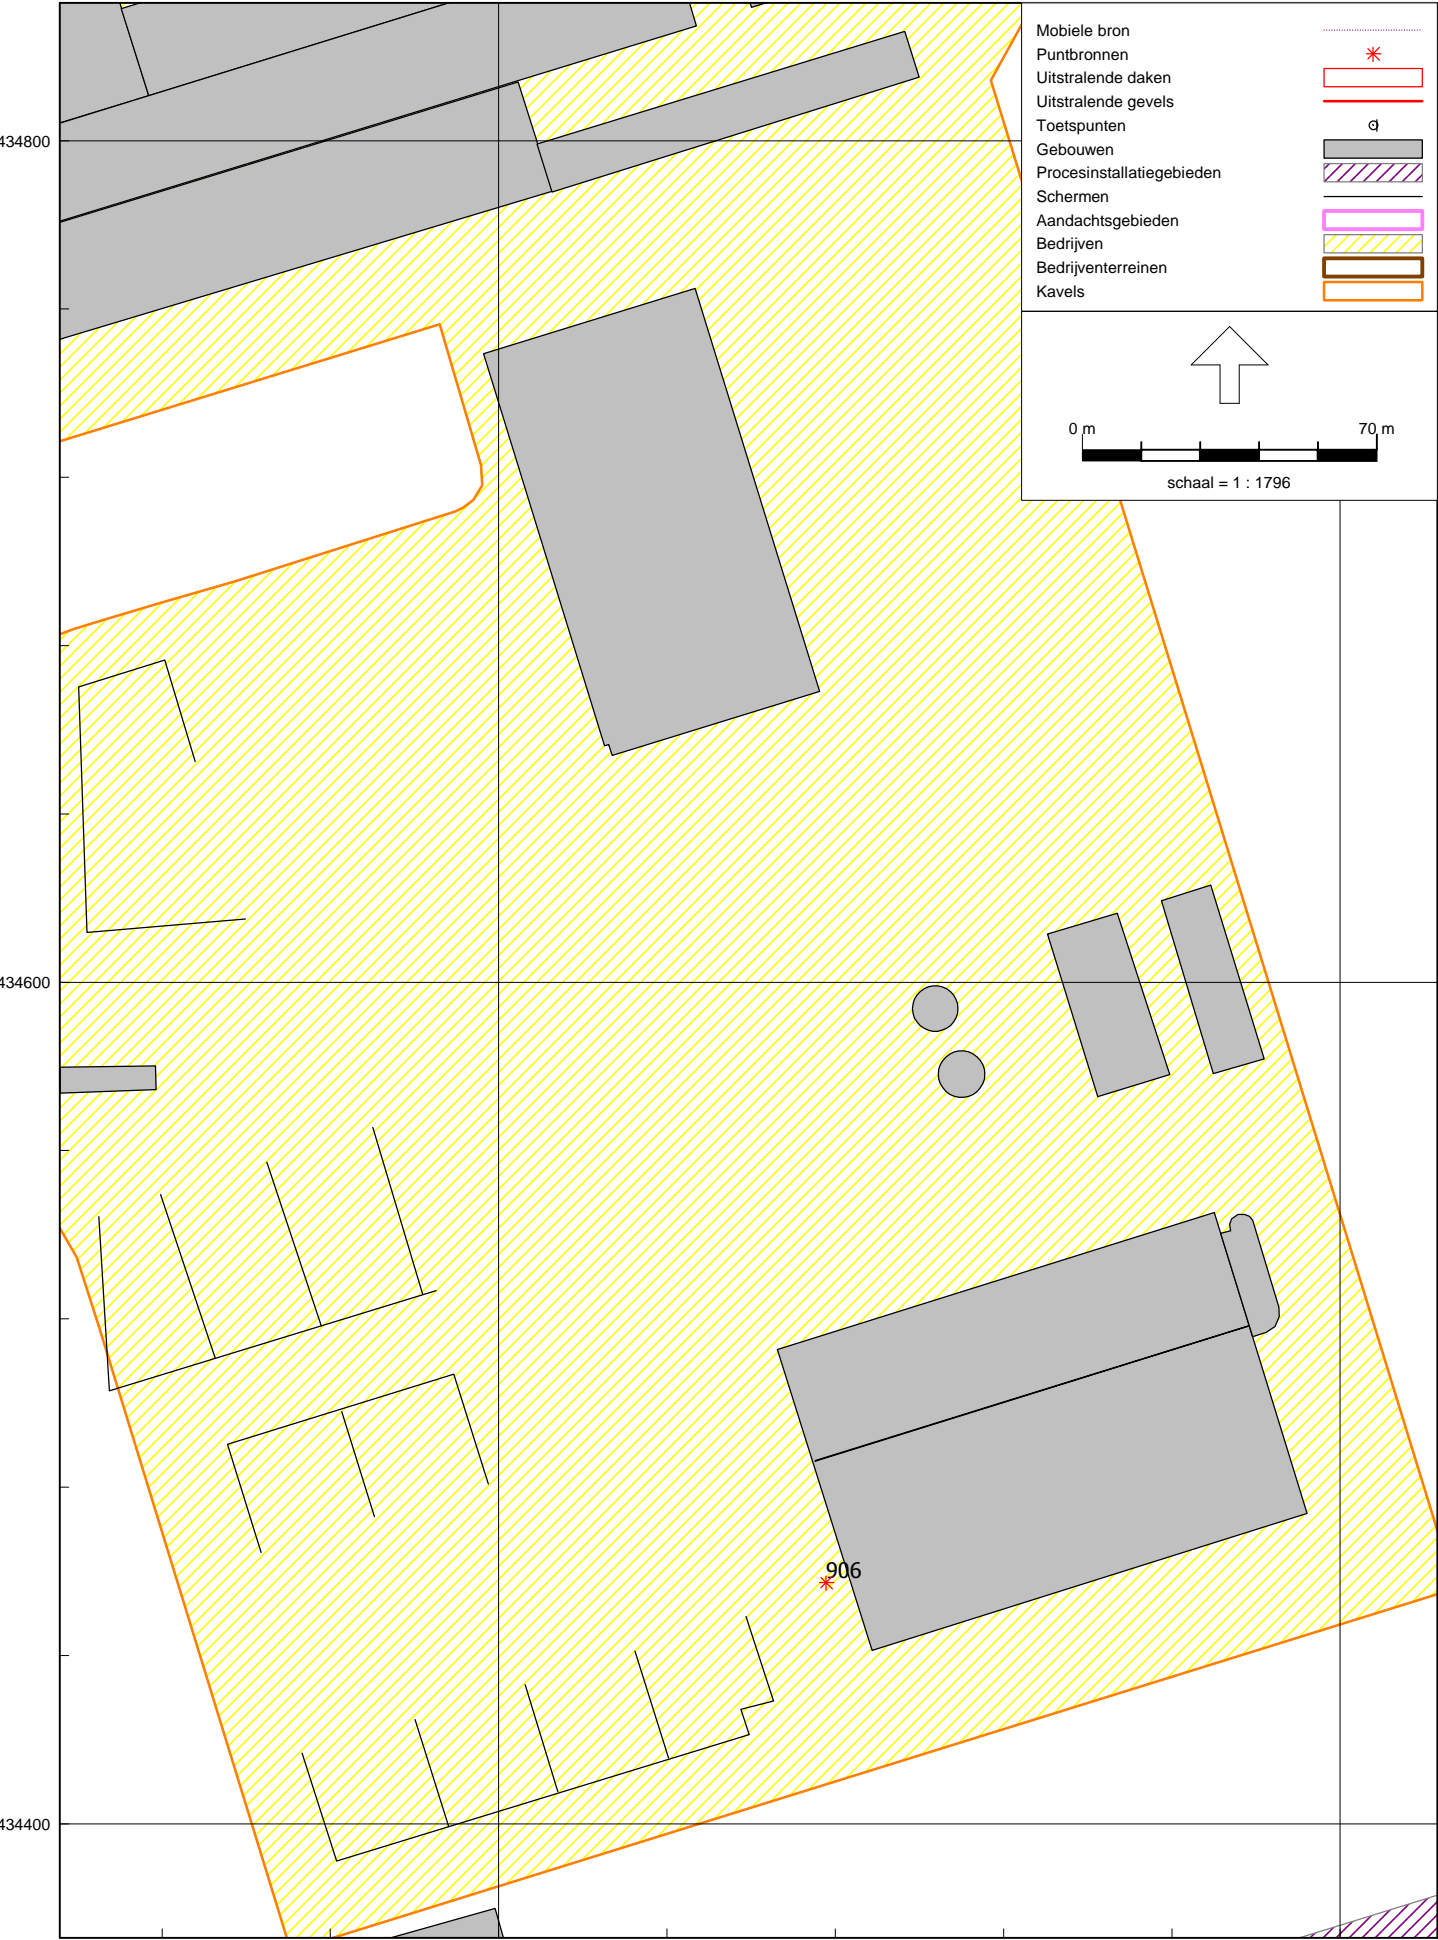 Mobiele bron
Puntbronnen
Uitstralende daken
Uitstralende gevels
Toetspunten
Gebouwen
Procesinstallatiegebieden
Schermen
Aandachtsgebieden
Bedrijven
Bedrijventerreinen
Kavels
0 m 70 m
schaal = 1 : 1796
434800
434600
906
434400